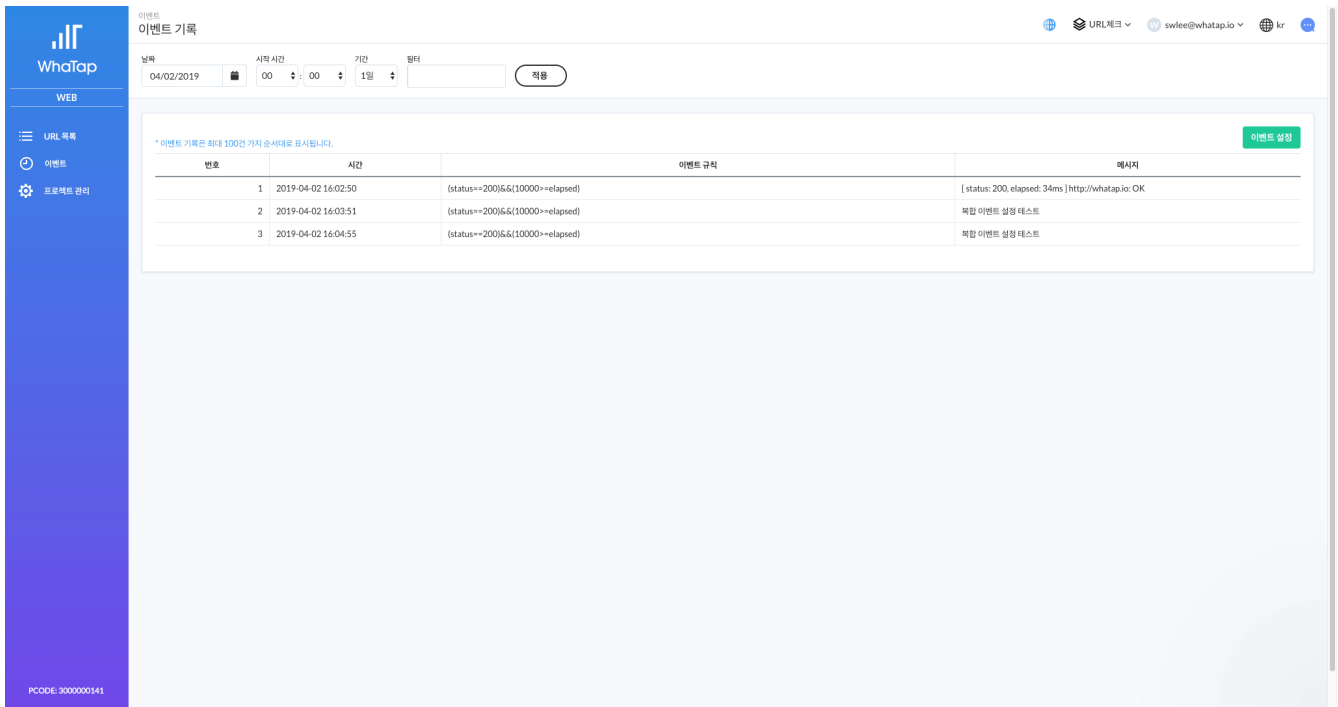 WhaTap
WEB
URL 목록
이벤트
프로젝트 관리
PCODE: 3000000141
이벤트
이벤트 기록
URL체크
W swlee@whatap.io
kr
날짜 시작 시간 기간 필터
04/02/2019 00 : 00 1일 적용
* 이벤트 기록은 최대 100건 가지 순서대로 표시됩니다.
이벤트 설정
번호 시간 이벤트 규칙 메시지
1 2019-04-02 16:02:50 (status==200)&&(10000>=elapsed) [ status: 200, elapsed: 34ms ] http://whatap.io: OK
2 2019-04-02 16:03:51 (status==200)&&(10000>=elapsed) 복합 이벤트 설정 테스트
3 2019-04-02 16:04:55 (status==200)&&(10000>=elapsed) 복합 이벤트 설정 테스트